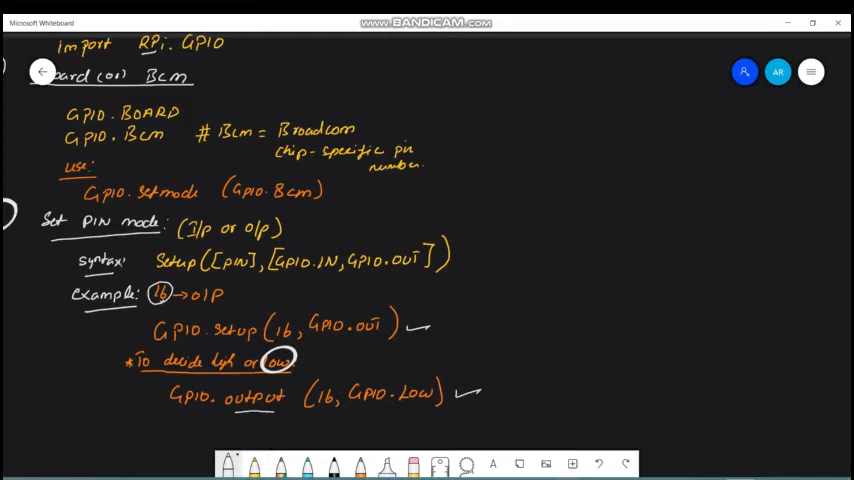 Microsoft Whiteboard
WWW.BANDICAM.COM
import RPi.GPIO
Board (or) Bcm
AR
GPIO.BOARD
GPIO.Bcm # Bcm = Broadcom
chip-specific pin
number.
use:
GPIO.setmode (GPIO.Bcm)
Set PIN mode: (I/p or o/p)
syntax: setup([PIN],[GPIO.IN,GPIO.OUT])
example: 16→O/P
GPIO.setup(16,GPIO.OUT)
*To decide high or low.
GPIO.output (16,GPIO.LOW)
A